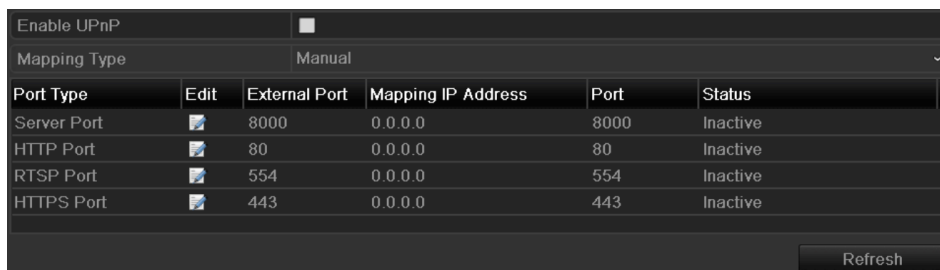 Enable UPnP
Mapping Type Manual
Port Type Edit External Port Mapping IP Address Port Status
Server Port 8000 0.0.0.0 8000 Inactive
HTTP Port 80 0.0.0.0 80 Inactive
RTSP Port 554 0.0.0.0 554 Inactive
HTTPS Port 443 0.0.0.0 443 Inactive
Refresh